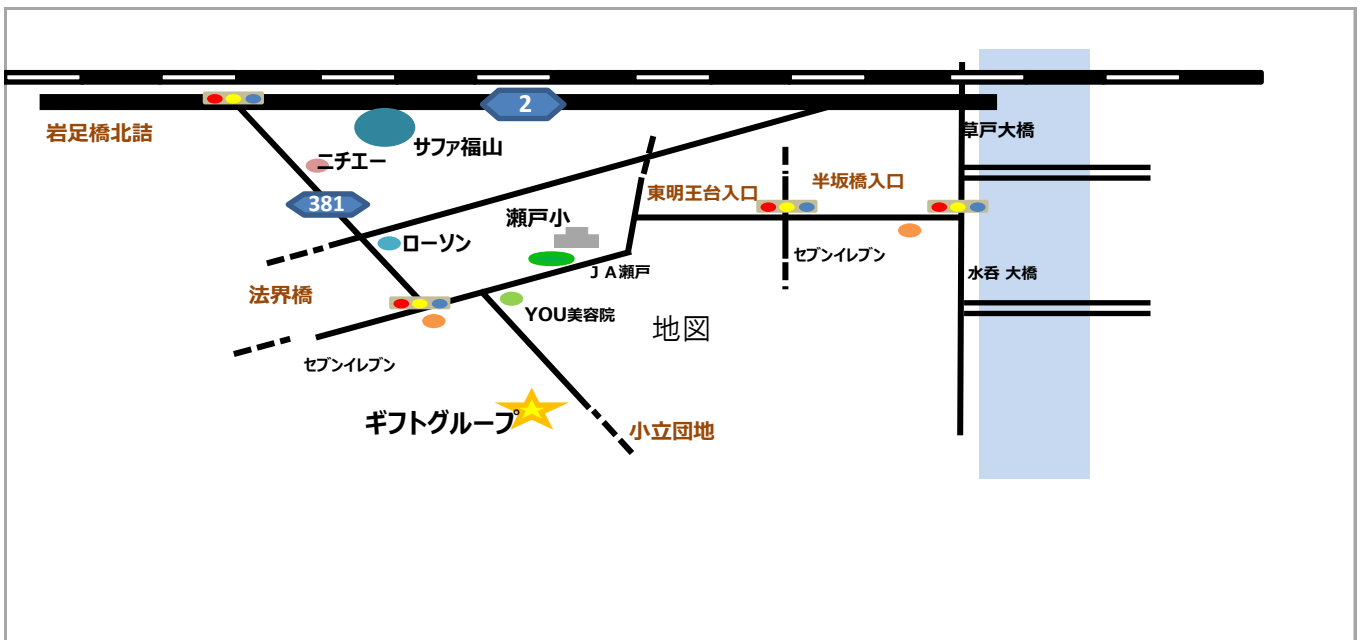 2
岩足橋北詰
サファ福山
草戸大橋
ニチエー
東明王台入口
半坂橋入口
381
瀬戸小
ローソン
セブンイレブン
ＪＡ瀬戸
水呑 大橋
法界橋
YOU美容院
地図
セブンイレブン
ギフトグループ
小立団地